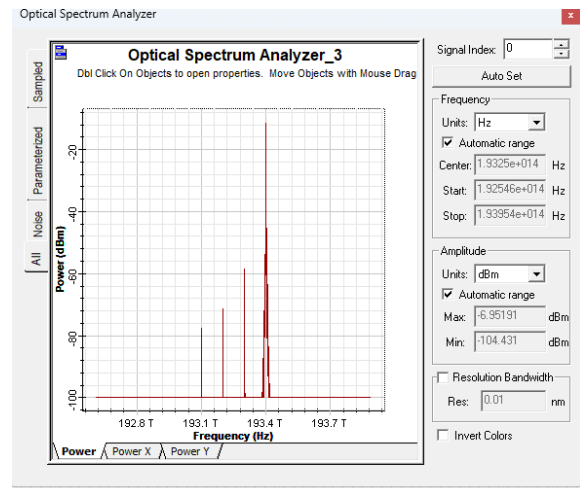 Optical Spectrum Analyzer
x
Optical Spectrum Analyzer_3
Dbl Click On Objects to open properties. Move Objects with Mouse Drag
Sampled
Parameterized
Noise
All
Power (dBm)
-20
-40
-60
-80
-100
192.8 T 193.1 T 193.4 T 193.7 T
Frequency (Hz)
Power Power X Power Y
Signal Index: 0
Auto Set
Frequency
Units: Hz
Automatic range
Center: 1.9325e+014 Hz
Start: 1.92546e+014 Hz
Stop: 1.93954e+014 Hz
Amplitude
Units: dBm
Automatic range
Max: -6.95191 dBm
Min: -104.431 dBm
Resolution Bandwidth
Res: 0.01 nm
Invert Colors